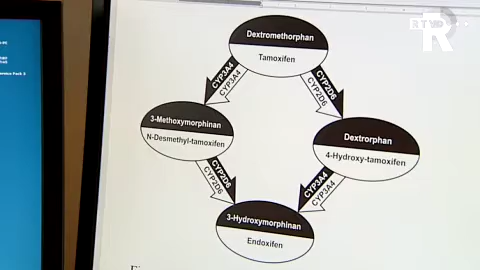 RTV
R
Dextromethorphan
Tamoxifen
CYP3A4
CYP3A4
CYP2D6
CYP2D6
3-Methoxymorphinan
N-Desmethyl-tamoxifen
Dextrorphan
4-Hydroxy-tamoxifen
CYP2D6
CYP2D6
CYP3A4
CYP3A4
3-Hydroxymorphinan
Endoxifen